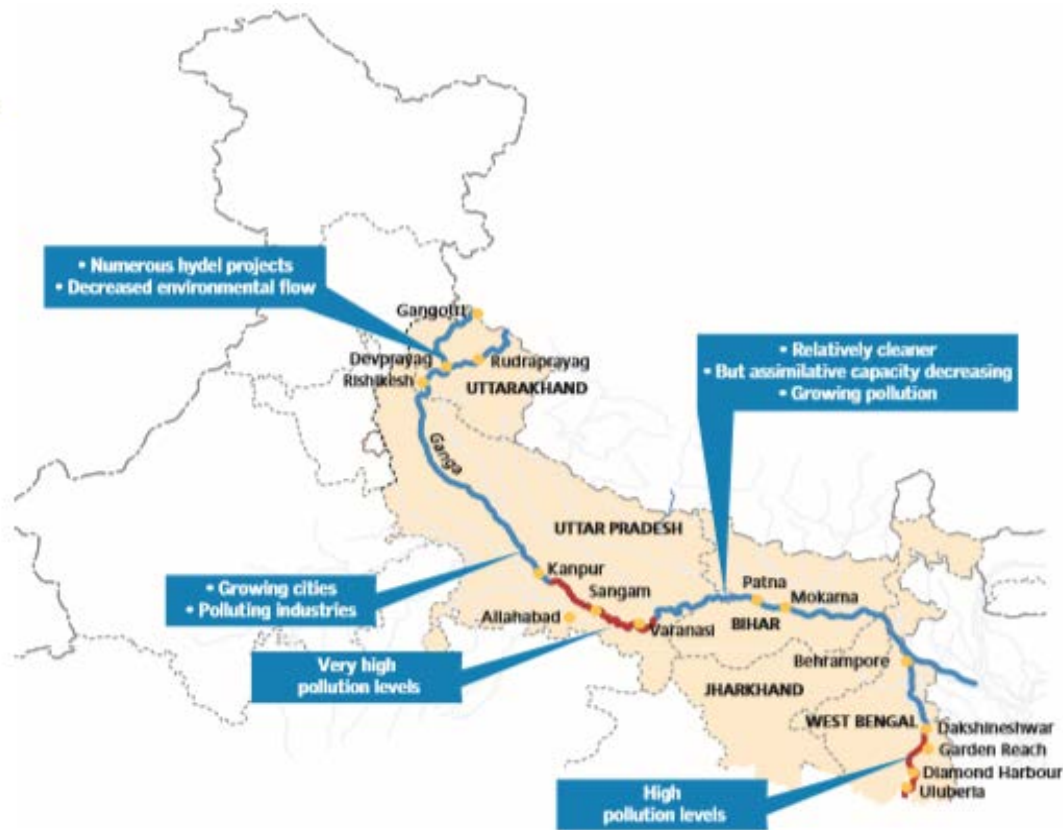 • Numerous hydel projects
• Decreased environmental flow
Gangotri
Devprayag
Rudraprayag
Rishikesh
UTTARAKHAND
• Relatively cleaner
• But assimilative capacity decreasing
• Growing pollution
Ganga
UTTAR PRADESH
Kanpur
• Growing cities
• Polluting industries
Sangam
Patna
Mokama
Allahabad
Varanasi
BIHAR
Very high
pollution levels
Behrampore
JHARKHAND
WEST BENGAL
Dakshineshwar
Garden Reach
Diamond Harbour
Uluberia
High
pollution levels